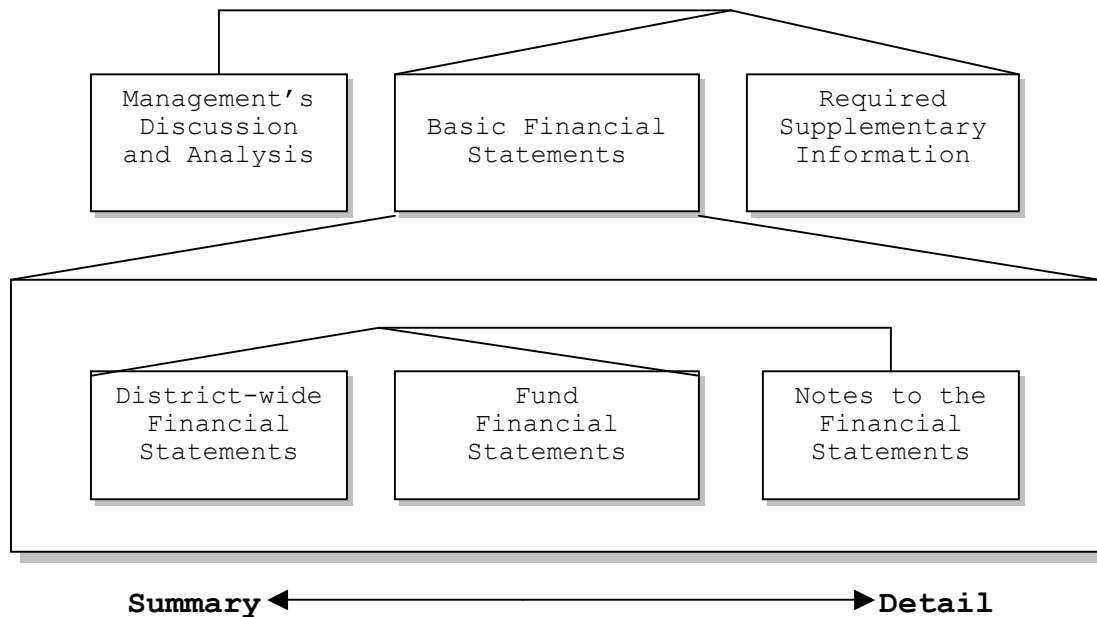 Management’s
Discussion
and Analysis
Basic Financial
Statements
Required
Supplementary
Information
District-wide
Financial
Statements
Fund
Financial
Statements
Notes to the
Financial
Statements
Summary
Detail